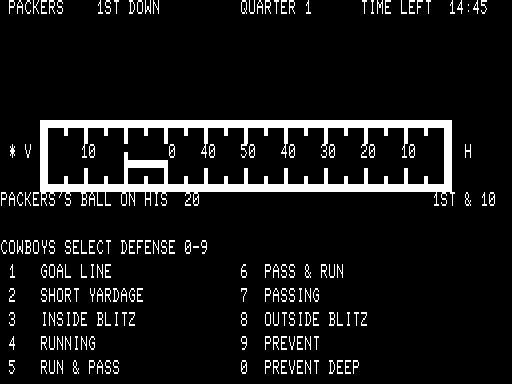 PACKERS 1ST DOWN QUARTER 1 TIME LEFT 14:45
* V 10 0 40 50 40 30 20 10 H
PACKERS'S BALL ON HIS 20 1ST & 10
COWBOYS SELECT DEFENSE 0-9
1 GOAL LINE 6 PASS & RUN
2 SHORT YARDAGE 7 PASSING
3 INSIDE BLITZ 8 OUTSIDE BLITZ
4 RUNNING 9 PREVENT
5 RUN & PASS 0 PREVENT DEEP